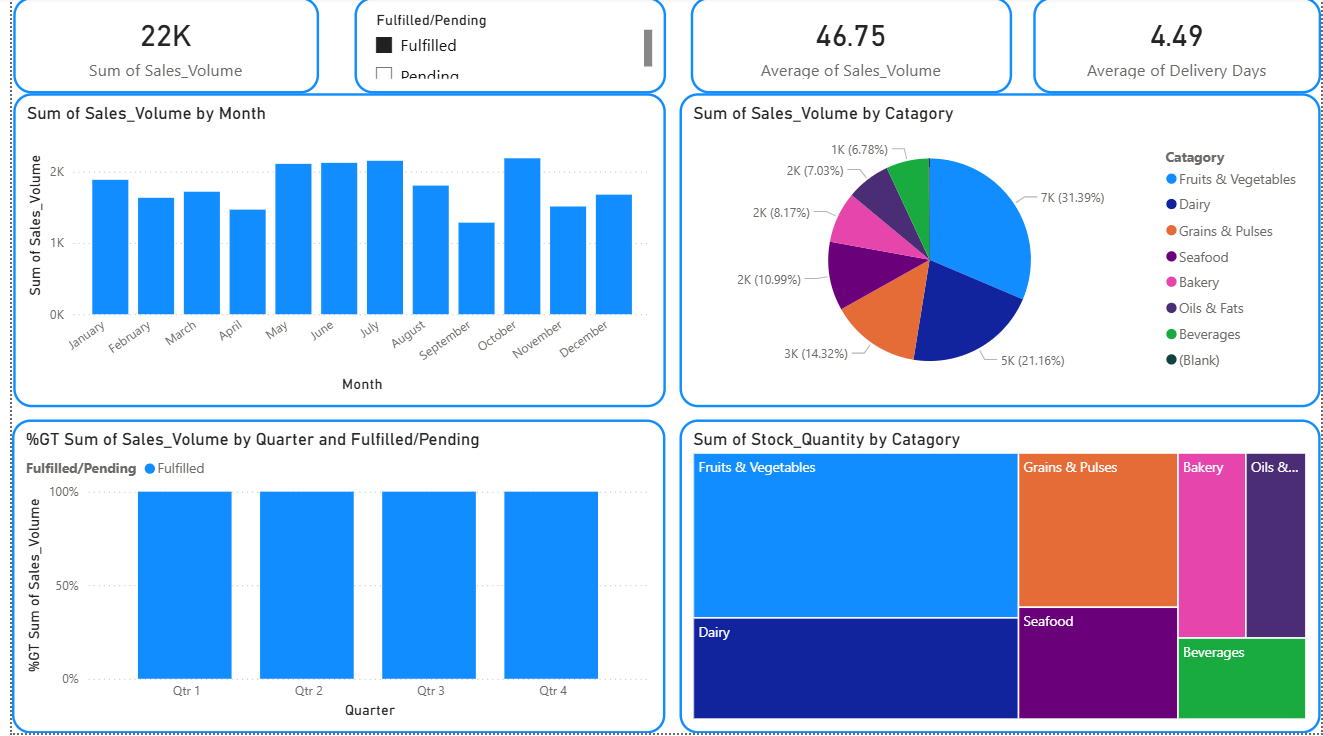 22K
Sum of Sales_Volume
Fulfilled/Pending
Fulfilled
Pending
46.75
Average of Sales_Volume
4.49
Average of Delivery Days
Sum of Sales_Volume by Month
Sum of Sales_Volume
2K
1K
0K
January
February
March
April
May
June
July
August
September
October
November
December
Month
Sum of Sales_Volume by Catagory
1K (6.78%)
2K (7.03%)
2K (8.17%)
2K (10.99%)
3K (14.32%)
7K (31.39%)
5K (21.16%)
Catagory
Fruits & Vegetables
Dairy
Grains & Pulses
Seafood
Bakery
Oils & Fats
Beverages
(Blank)
%GT Sum of Sales_Volume by Quarter and Fulfilled/Pending
Fulfilled/Pending Fulfilled
%GT Sum of Sales_Volume
100%
50%
0%
Qtr 1
Qtr 2
Qtr 3
Qtr 4
Quarter
Sum of Stock_Quantity by Catagory
Fruits & Vegetables
Dairy
Grains & Pulses
Seafood
Bakery
Oils &...
Beverages